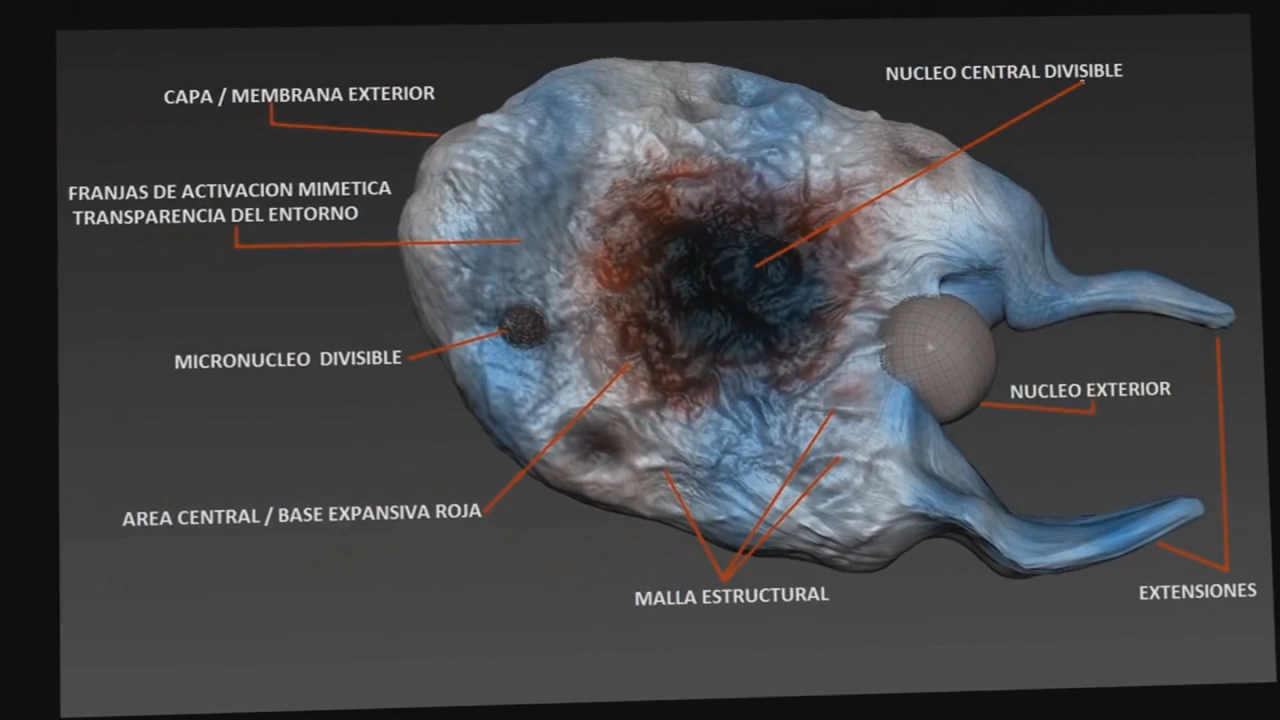 CAPA / MEMBRANA EXTERIOR
NUCLEO CENTRAL DIVISIBLE
FRANJAS DE ACTIVACION MIMETICA
TRANSPARENCIA DEL ENTORNO
MICRONUCLEO DIVISIBLE
NUCLEO EXTERIOR
AREA CENTRAL / BASE EXPANSIVA ROJA
MALLA ESTRUCTURAL
EXTENSIONES